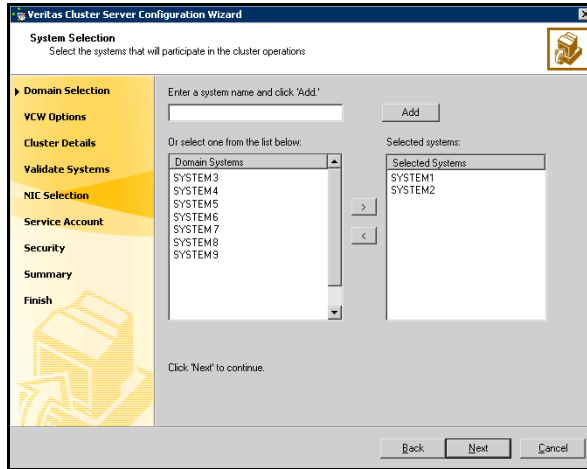 Veritas Cluster Server Configuration Wizard
System Selection
Select the systems that will participate in the cluster operations
Domain Selection
VCW Options
Cluster Details
Validate Systems
NIC Selection
Service Account
Security
Summary
Finish
Enter a system name and click 'Add.'
Add
Or select one from the list below:
Domain Systems
SYSTEM3
SYSTEM4
SYSTEM5
SYSTEM6
SYSTEM7
SYSTEM8
SYSTEM9
>
<
Selected systems:
Selected Systems
SYSTEM1
SYSTEM2
Click 'Next' to continue.
Back
Next
Cancel